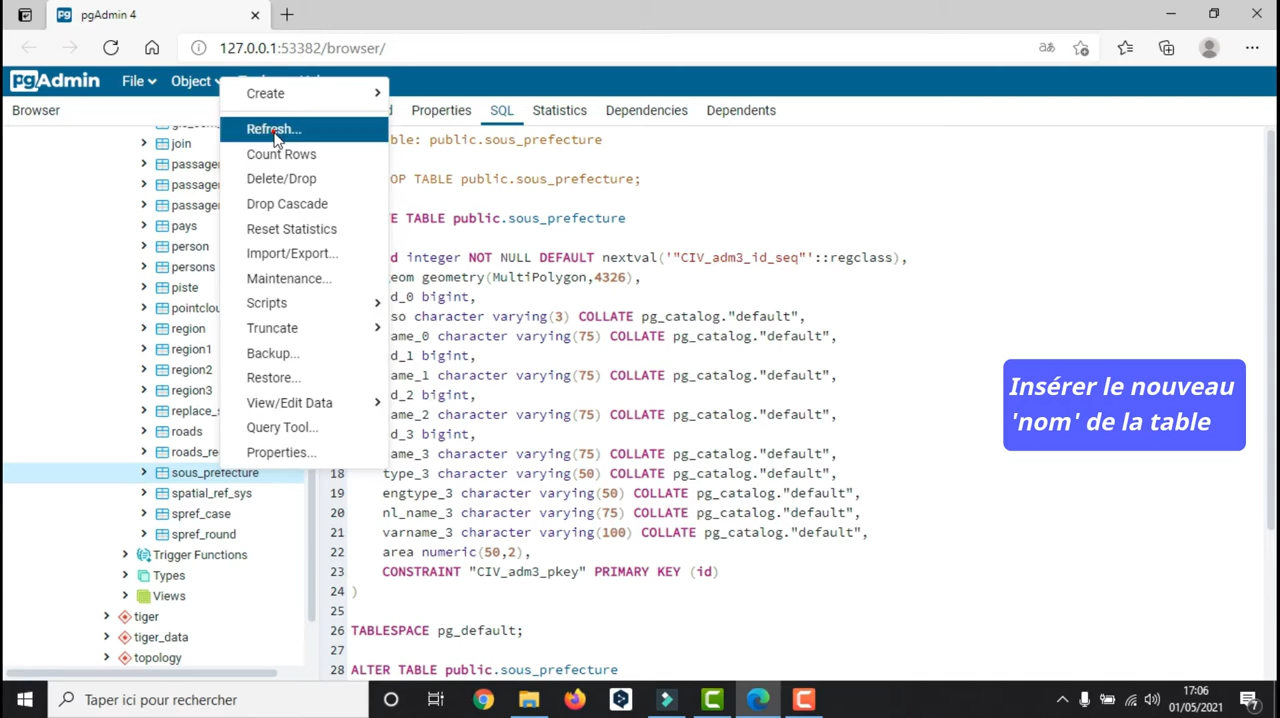 pgAdmin 4
127.0.0.1:53382/browser/
pgAdmin
File
Object
Browser
Properties
SQL
Statistics
Dependencies
Dependents
Create
Refresh...
Count Rows
Delete/Drop
Drop Cascade
Reset Statistics
Import/Export...
Maintenance...
Scripts
Truncate
Backup...
Restore...
View/Edit Data
Query Tool...
Properties...
join
passager
passager
passager
pays
person
persons
piste
pointclou
region
region1
region2
region3
replace_s
roads
roads_re
sous_prefecture
spatial_ref_sys
spref_case
spref_round
Trigger Functions
Types
Views
tiger
tiger_data
topology
ble: public.sous_prefecture
OP TABLE public.sous_prefecture;
E TABLE public.sous_prefecture
d integer NOT NULL DEFAULT nextval('"CIV_adm3_id_seq"'::regclass),
eom geometry(MultiPolygon,4326),
d_0 bigint,
so character varying(3) COLLATE pg_catalog."default",
ame_0 character varying(75) COLLATE pg_catalog."default",
d_1 bigint,
ame_1 character varying(75) COLLATE pg_catalog."default",
d_2 bigint,
ame_2 character varying(75) COLLATE pg_catalog."default",
d_3 bigint,
ame_3 character varying(75) COLLATE pg_catalog."default",
18 type_3 character varying(50) COLLATE pg_catalog."default",
19 engtype_3 character varying(50) COLLATE pg_catalog."default",
20 nl_name_3 character varying(75) COLLATE pg_catalog."default",
21 varname_3 character varying(100) COLLATE pg_catalog."default",
22 area numeric(50,2),
23 CONSTRAINT "CIV_adm3_pkey" PRIMARY KEY (id)
24 )
25
26 TABLESPACE pg_default;
27
28 ALTER TABLE public.sous_prefecture
Insérer le nouveau
'nom' de la table
Taper ici pour rechercher
17:06
01/05/2021
7